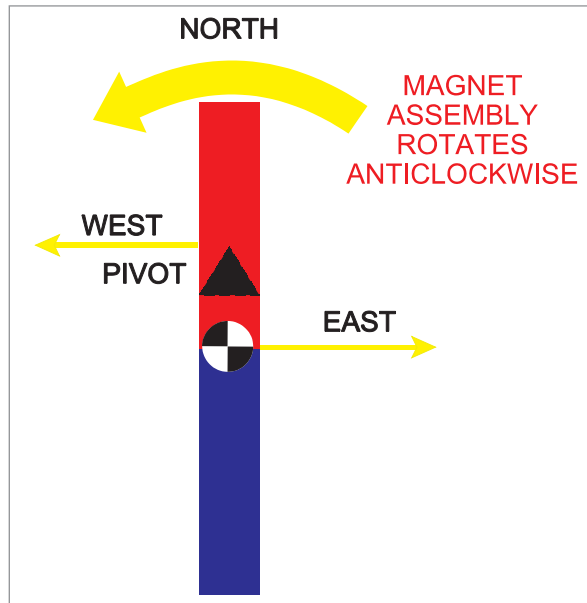 NORTH
MAGNET
ASSEMBLY
ROTATES
ANTICLOCKWISE
WEST
PIVOT
EAST